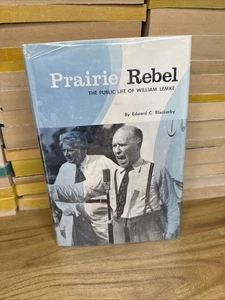 Prairie Rebel
THE PUBLIC LIFE OF WILLIAM LEMKE
By Edward C. Blackorby